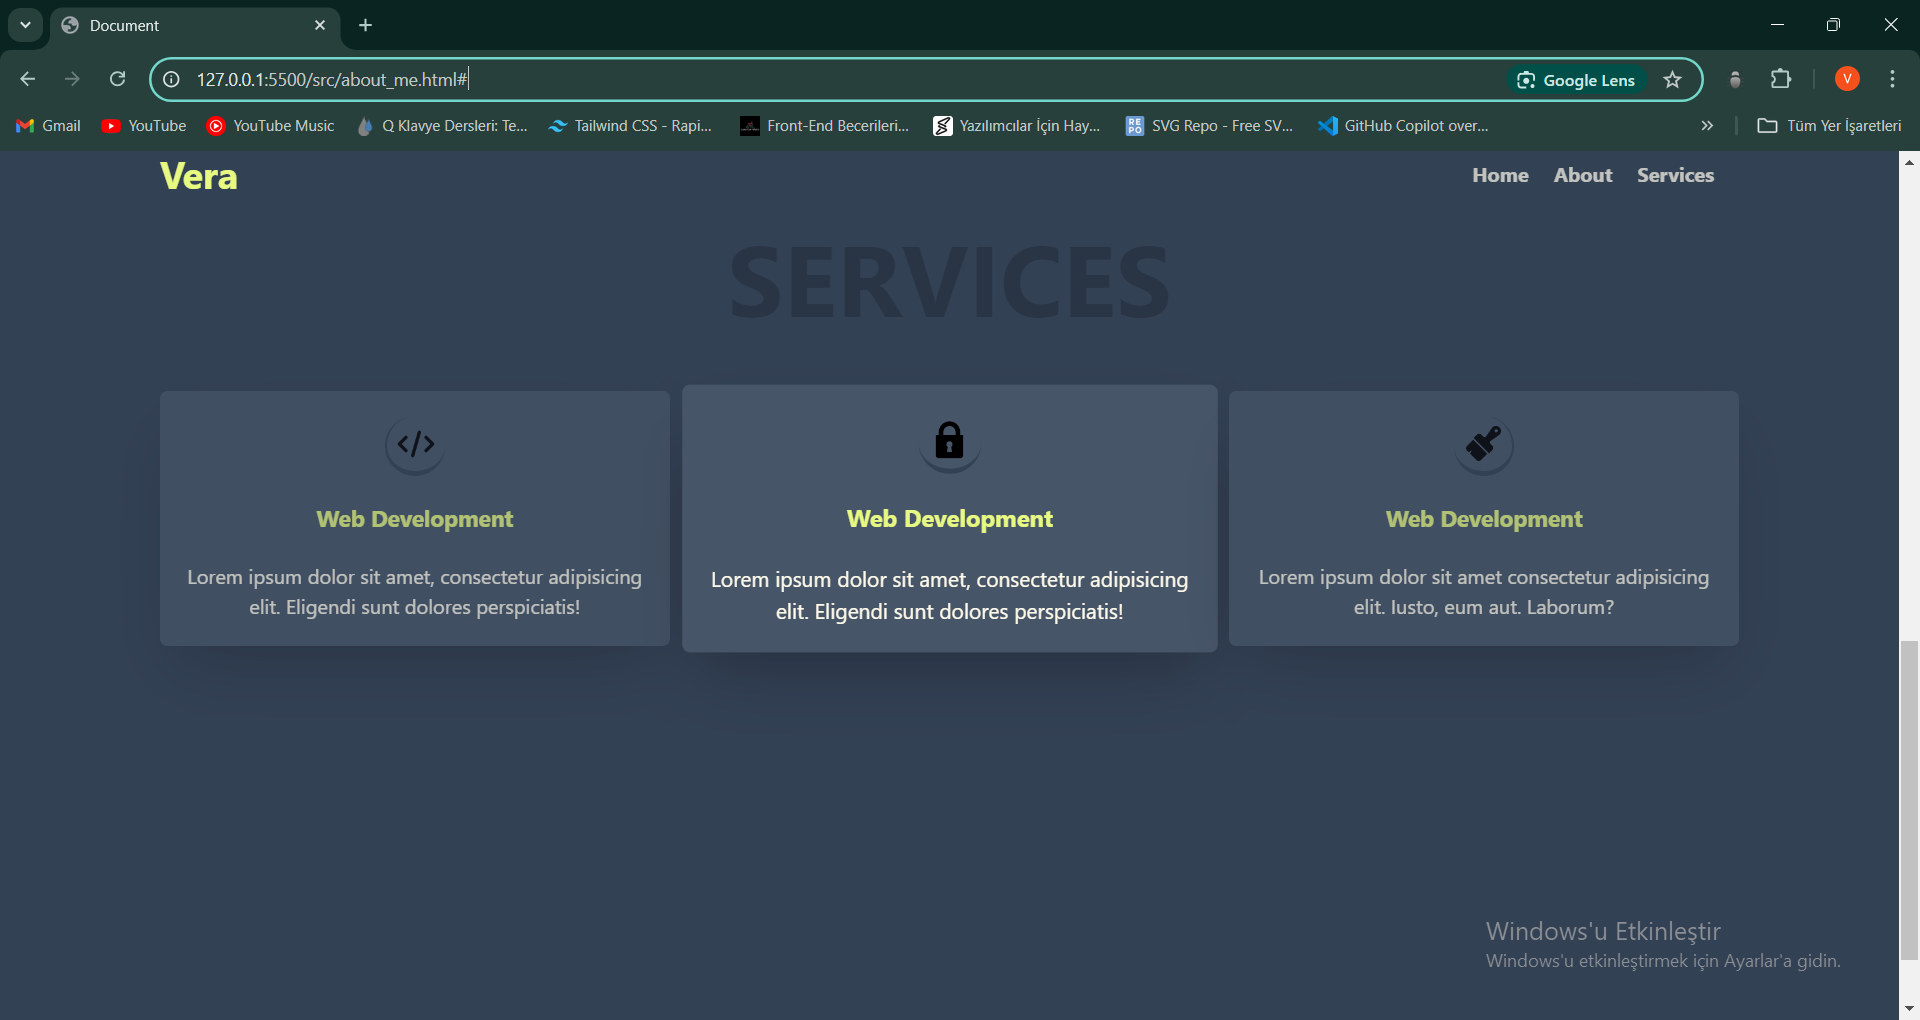 Document
127.0.0.1:5500/src/about_me.html#
Google Lens
V
Gmail
YouTube
YouTube Music
Q Klavye Dersleri: Te...
Tailwind CSS - Rapi...
Front-End Becerileri...
Yazılımcılar İçin Hay...
SVG Repo - Free SV...
GitHub Copilot over...
Tüm Yer İşaretleri
Vera
Home About Services
SERVICES
Web Development
Lorem ipsum dolor sit amet, consectetur adipisicing
elit. Eligendi sunt dolores perspiciatis!
Web Development
Lorem ipsum dolor sit amet, consectetur adipisicing
elit. Eligendi sunt dolores perspiciatis!
Web Development
Lorem ipsum dolor sit amet consectetur adipisicing
elit. Iusto, eum aut. Laborum?
Windows'u Etkinleştir
Windows'u etkinleştirmek için Ayarlar'a gidin.